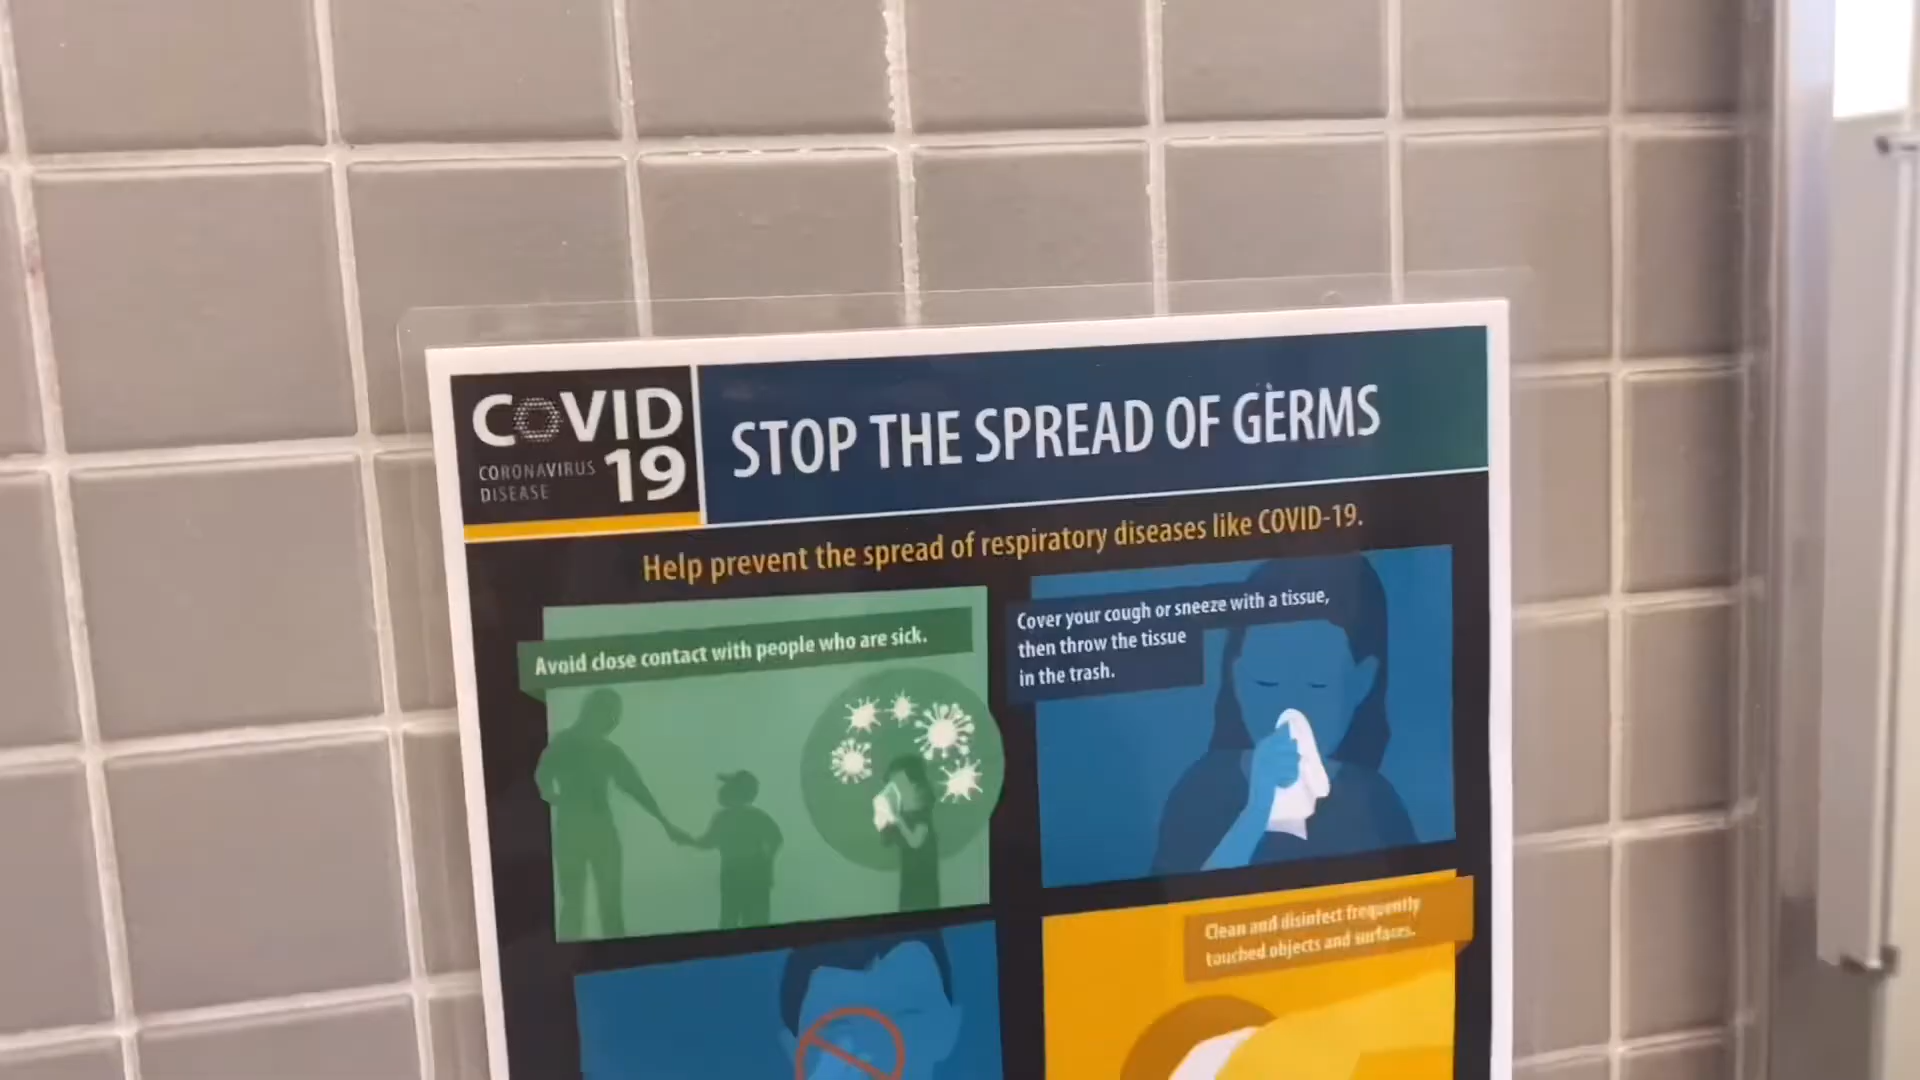 COVID
CORONAVIRUS
DISEASE
19
STOP THE SPREAD OF GERMS
Help prevent the spread of respiratory diseases like COVID-19.
Avoid close contact with people who are sick.
Cover your cough or sneeze with a tissue,
then throw the tissue
in the trash.
Clean and disinfect frequently
touched objects and surfaces.